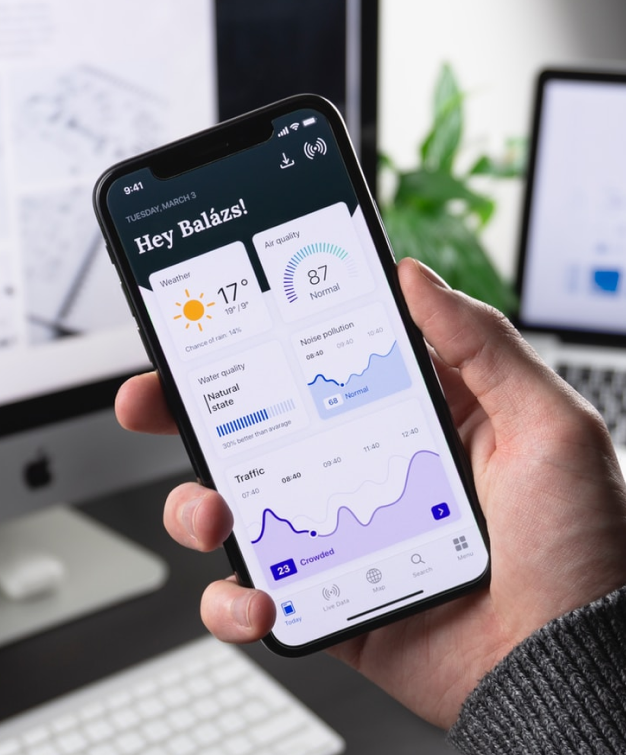 9:41
TUESDAY, MARCH 3
Hey Balázs!
Weather
17°
19° / 9°
Chance of rain: 14%
Air quality
87
Normal
Water quality
Natural
state
30% better than avarage
Noise pollution
08:40 09:40 10:40
68 Normal
Traffic
07:40 08:40 09:40 11:40 12:40
23 Crowded
Today Live Data Map Search Menu